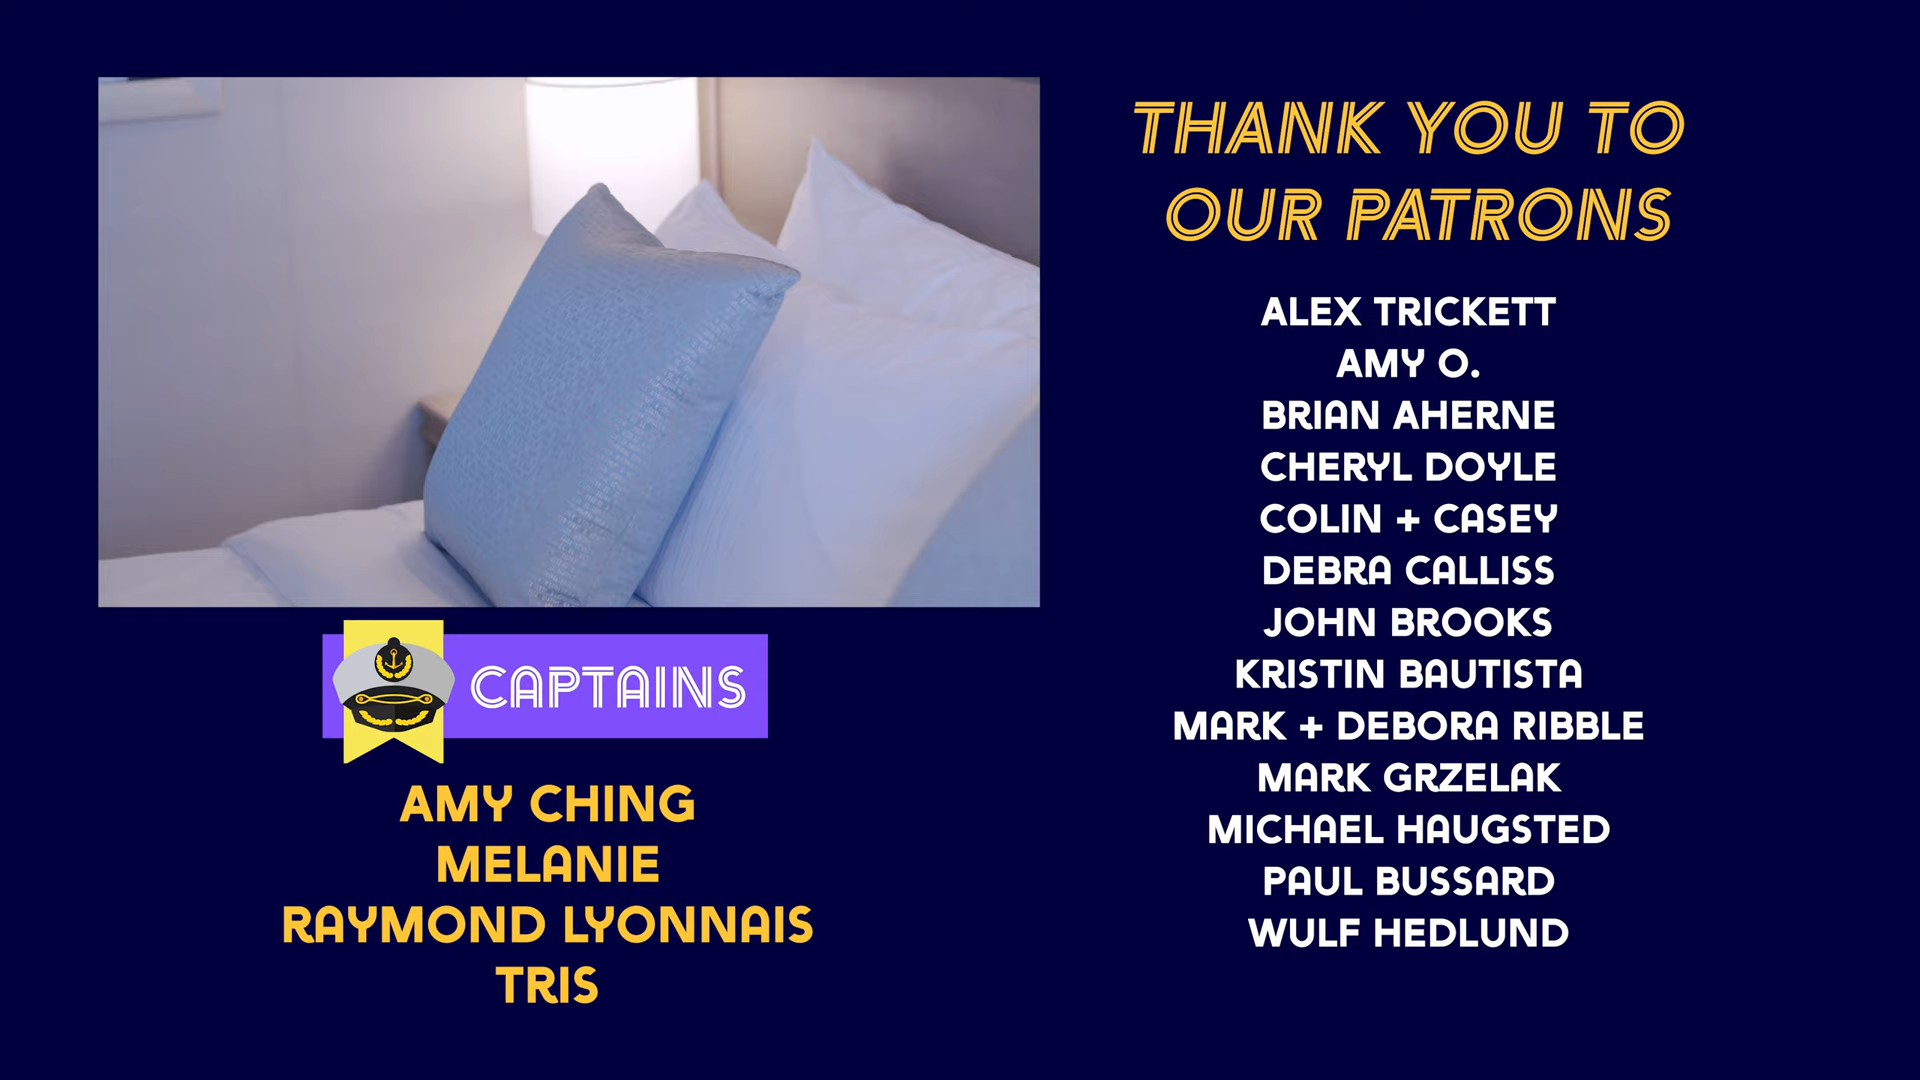 THANK YOU TO
OUR PATRONS
ALEX TRICKETT
AMY O.
BRIAN AHERNE
CHERYL DOYLE
COLIN + CASEY
DEBRA CALLISS
JOHN BROOKS
KRISTIN BAUTISTA
MARK + DEBORA RIBBLE
MARK GRZELAK
MICHAEL HAUGSTED
PAUL BUSSARD
WULF HEDLUND
CAPTAINS
AMY CHING
MELANIE
RAYMOND LYONNAIS
TRIS